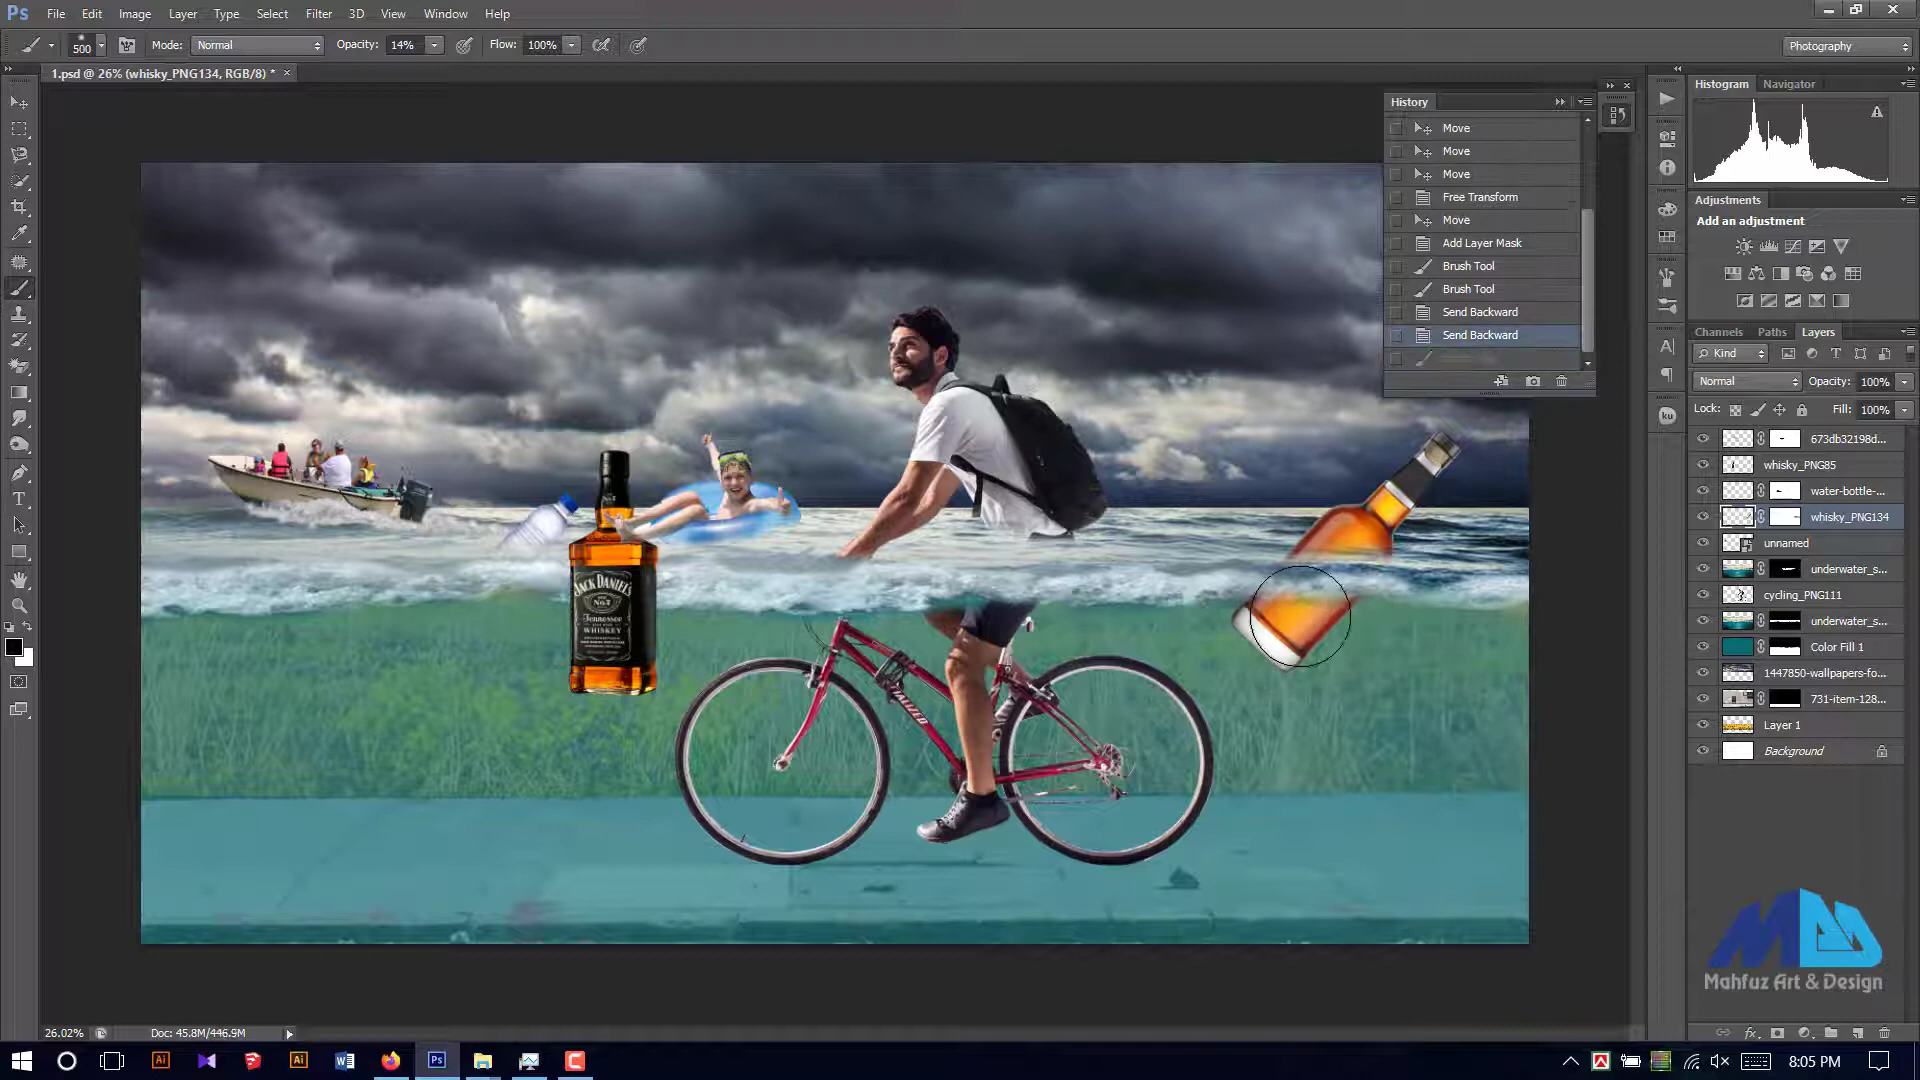 Ps File Edit Image Layer Type Select Filter 3D View Window Help
500 Mode: Normal Opacity: 14% Flow: 100% Photography
1.psd @ 26% (whisky_PNG134, RGB/8) * ×
History
Move
Move
Move
Free Transform
Move
Add Layer Mask
Brush Tool
Brush Tool
Send Backward
Send Backward
Histogram Navigator
Adjustments
Add an adjustment
Channels Paths Layers
Kind
Normal Opacity: 100%
Lock: Fill: 100%
673db32198d...
whisky_PNG85
water-bottle-...
whisky_PNG134
unnamed
underwater_s...
cycling_PNG111
underwater_s...
Color Fill 1
1447850-wallpapers-fo...
731-item-128...
Layer 1
Background
JACK DANIEL'S
No. 7
Tennessee
WHISKEY
Mahfuz Art & Design
26.02% Doc: 45.8M/446.9M
8:05 PM